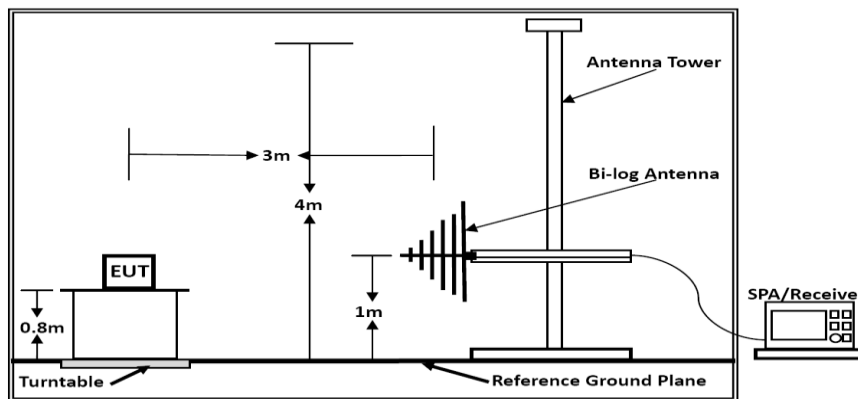 Antenna Tower
3m
Bi-log Antenna
4m
EUT
1m
0.8m
SPA/Receive
Turntable
Reference Ground Plane